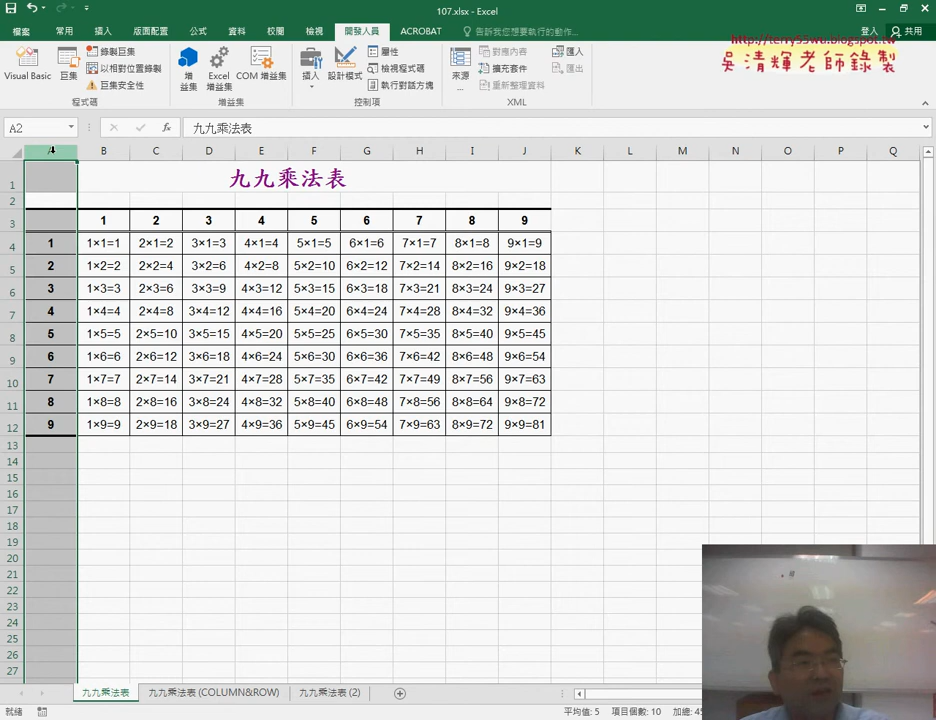 107.xlsx - Excel
檔案 常用 插入 版面配置 公式 資料 校閱 檢視 開發人員 ACROBAT 告訴我您想要執行的動作... 登入 共用
http://terry55wu.blogspot.tw
吳清輝老師錄製
Visual Basic 巨集 錄製巨集 以相對位置錄製 巨集安全性
程式碼
增益集 Excel 增益集 COM 增益集
增益集
插入 設計模式 屬性 檢視程式碼 執行對話方塊
控制項
來源... 對應內容 擴充套件 重新整理資料 匯入 匯出
XML
A2 fx 九九乘法表
A B C D E F G H I J K L M N O P Q
1 九九乘法表
2
3 1 2 3 4 5 6 7 8 9
4 1 1×1=1 2×1=2 3×1=3 4×1=4 5×1=5 6×1=6 7×1=7 8×1=8 9×1=9
5 2 1×2=2 2×2=4 3×2=6 4×2=8 5×2=10 6×2=12 7×2=14 8×2=16 9×2=18
6 3 1×3=3 2×3=6 3×3=9 4×3=12 5×3=15 6×3=18 7×3=21 8×3=24 9×3=27
7 4 1×4=4 2×4=8 3×4=12 4×4=16 5×4=20 6×4=24 7×4=28 8×4=32 9×4=36
8 5 1×5=5 2×5=10 3×5=15 4×5=20 5×5=25 6×5=30 7×5=35 8×5=40 9×5=45
9 6 1×6=6 2×6=12 3×6=18 4×6=24 5×6=30 6×6=36 7×6=42 8×6=48 9×6=54
10 7 1×7=7 2×7=14 3×7=21 4×7=28 5×7=35 6×7=42 7×7=49 8×7=56 9×7=63
11 8 1×8=8 2×8=16 3×8=24 4×8=32 5×8=40 6×8=48 7×8=56 8×8=64 9×8=72
12 9 1×9=9 2×9=18 3×9=27 4×9=36 5×9=45 6×9=54 7×9=63 8×9=72 9×9=81
13
14
15
16
17
18
19
20
21
22
23
24
25
26
27
九九乘法表 九九乘法表 (COLUMN&ROW) 九九乘法表 (2)
就緒 平均值: 5 項目個數: 10 加總: 45